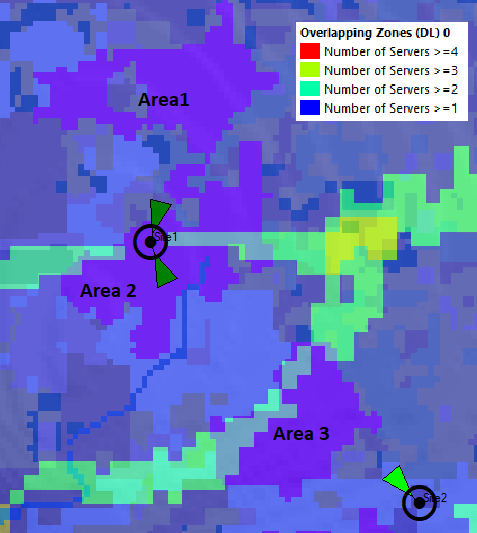 Overlapping Zones (DL) 0
Number of Servers >=4
Number of Servers >=3
Number of Servers >=2
Number of Servers >=1
Area1
Site1
Area 2
Area 3
Site2